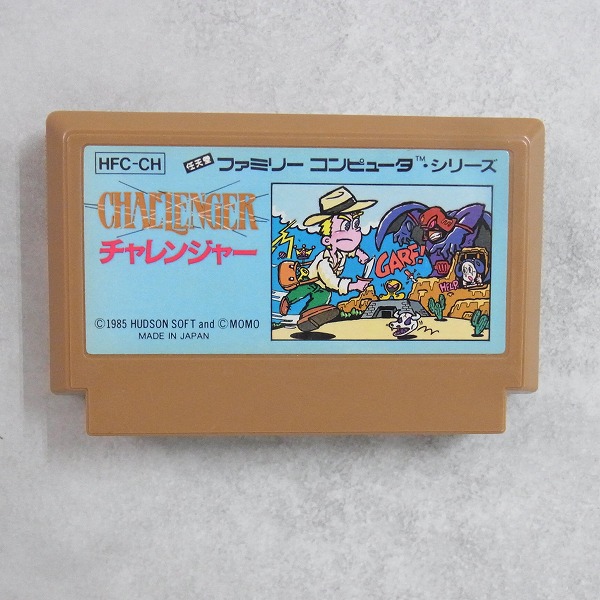 HFC-CH
任天堂 ファミリー コンピュータ™・シリーズ
CHALLENGER
チャレンジャー
GARF!
HELP
©1985 HUDSON SOFT and ©MOMO
MADE IN JAPAN